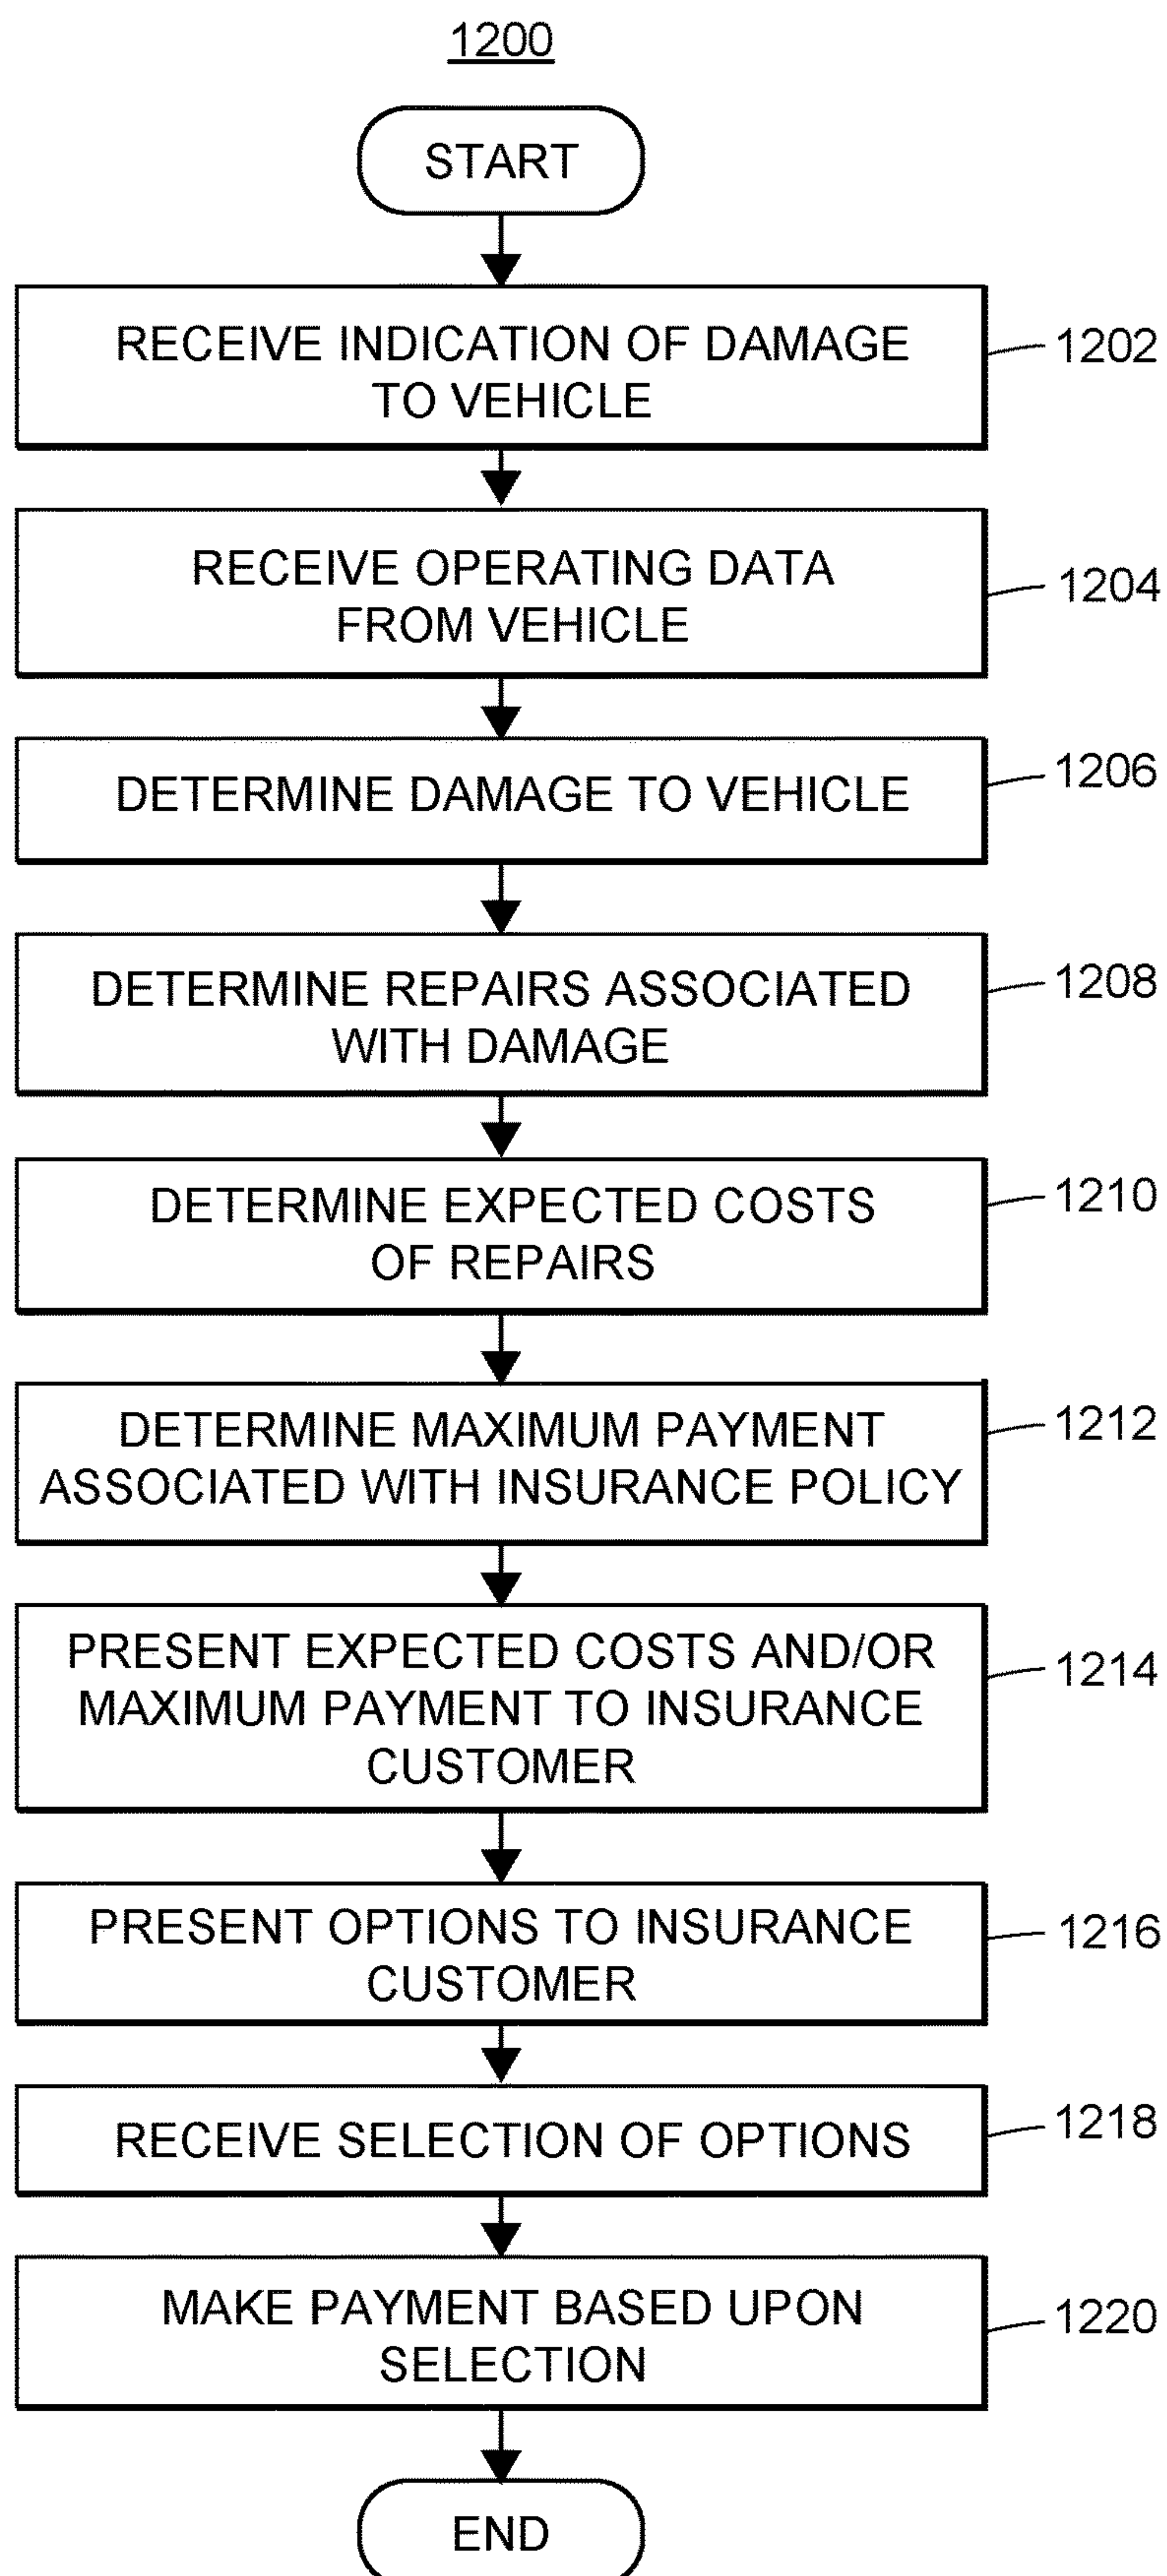 1200
START
RECEIVE INDICATION OF DAMAGE
TO VEHICLE
1202
RECEIVE OPERATING DATA
FROM VEHICLE
1204
DETERMINE DAMAGE TO VEHICLE
1206
DETERMINE REPAIRS ASSOCIATED
WITH DAMAGE
1208
DETERMINE EXPECTED COSTS
OF REPAIRS
1210
DETERMINE MAXIMUM PAYMENT
ASSOCIATED WITH INSURANCE POLICY
1212
PRESENT EXPECTED COSTS AND/OR
MAXIMUM PAYMENT TO INSURANCE
CUSTOMER
1214
PRESENT OPTIONS TO INSURANCE
CUSTOMER
1216
RECEIVE SELECTION OF OPTIONS
1218
MAKE PAYMENT BASED UPON
SELECTION
1220
END